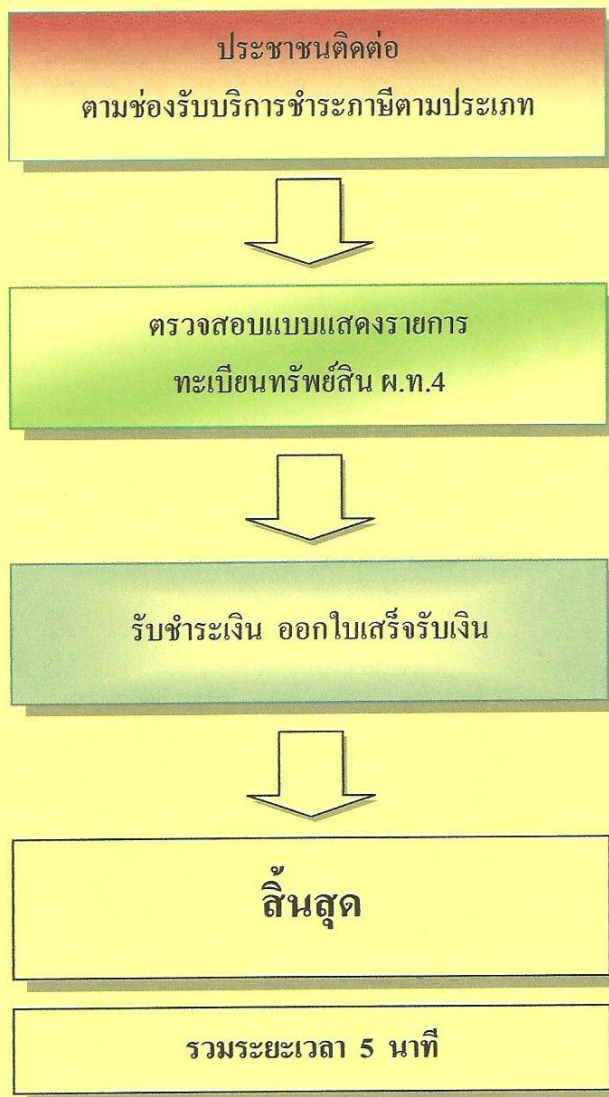 ประชาชนติดต่อ
ตามช่องรับบริการชำระภาษีตามประเภท
ตรวจสอบแบบแสดงรายการ
ทะเบียนทรัพย์สิน ผ.ท.4
รับชำระเงิน ออกใบเสร็จรับเงิน
สิ้นสุด
รวมระยะเวลา 5 นาที